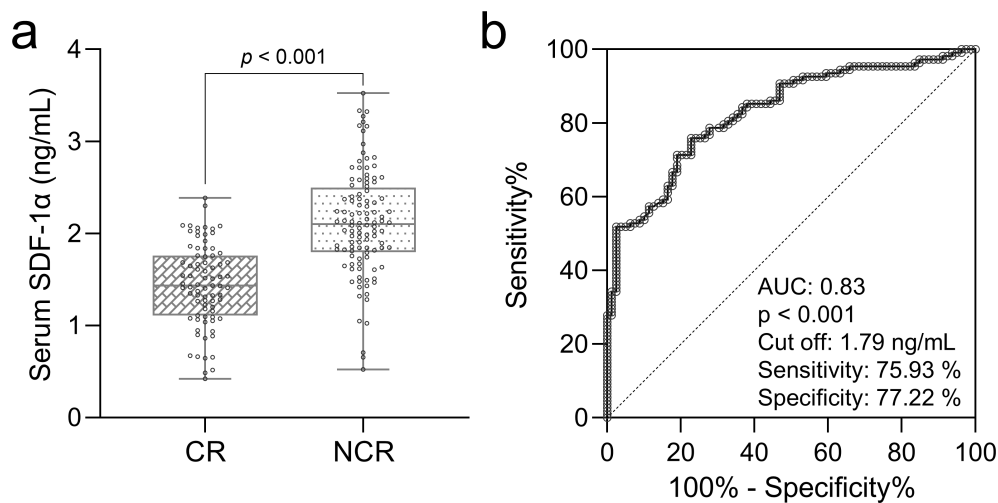 a
Serum SDF-1α (ng/mL)
4
3
2
1
0
p < 0.001
CR
NCR
b
Sensitivity%
100
80
60
40
20
0
AUC: 0.83
p < 0.001
Cut off: 1.79 ng/mL
Sensitivity: 75.93 %
Specificity: 77.22 %
0 20 40 60 80 100
100% - Specificity%